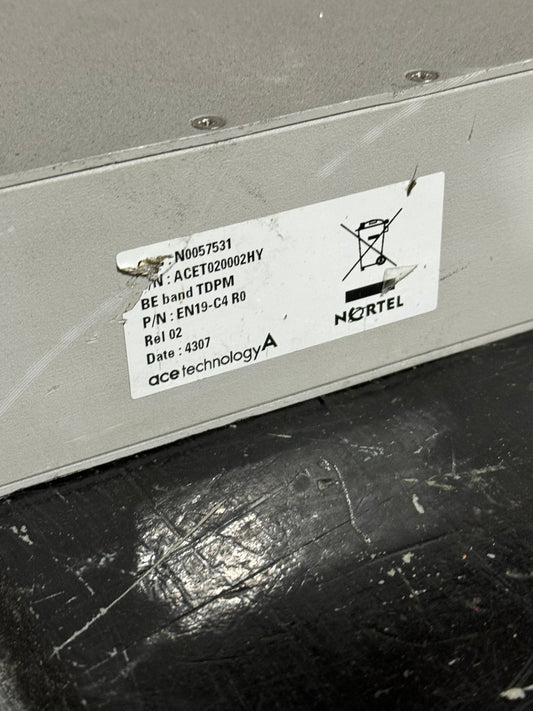 N0057531
/N : ACET020002HY
BE band TDPM
P/N : EN19-C4 R0
Rel 02
Date : 4307
ace technology A
NORTEL